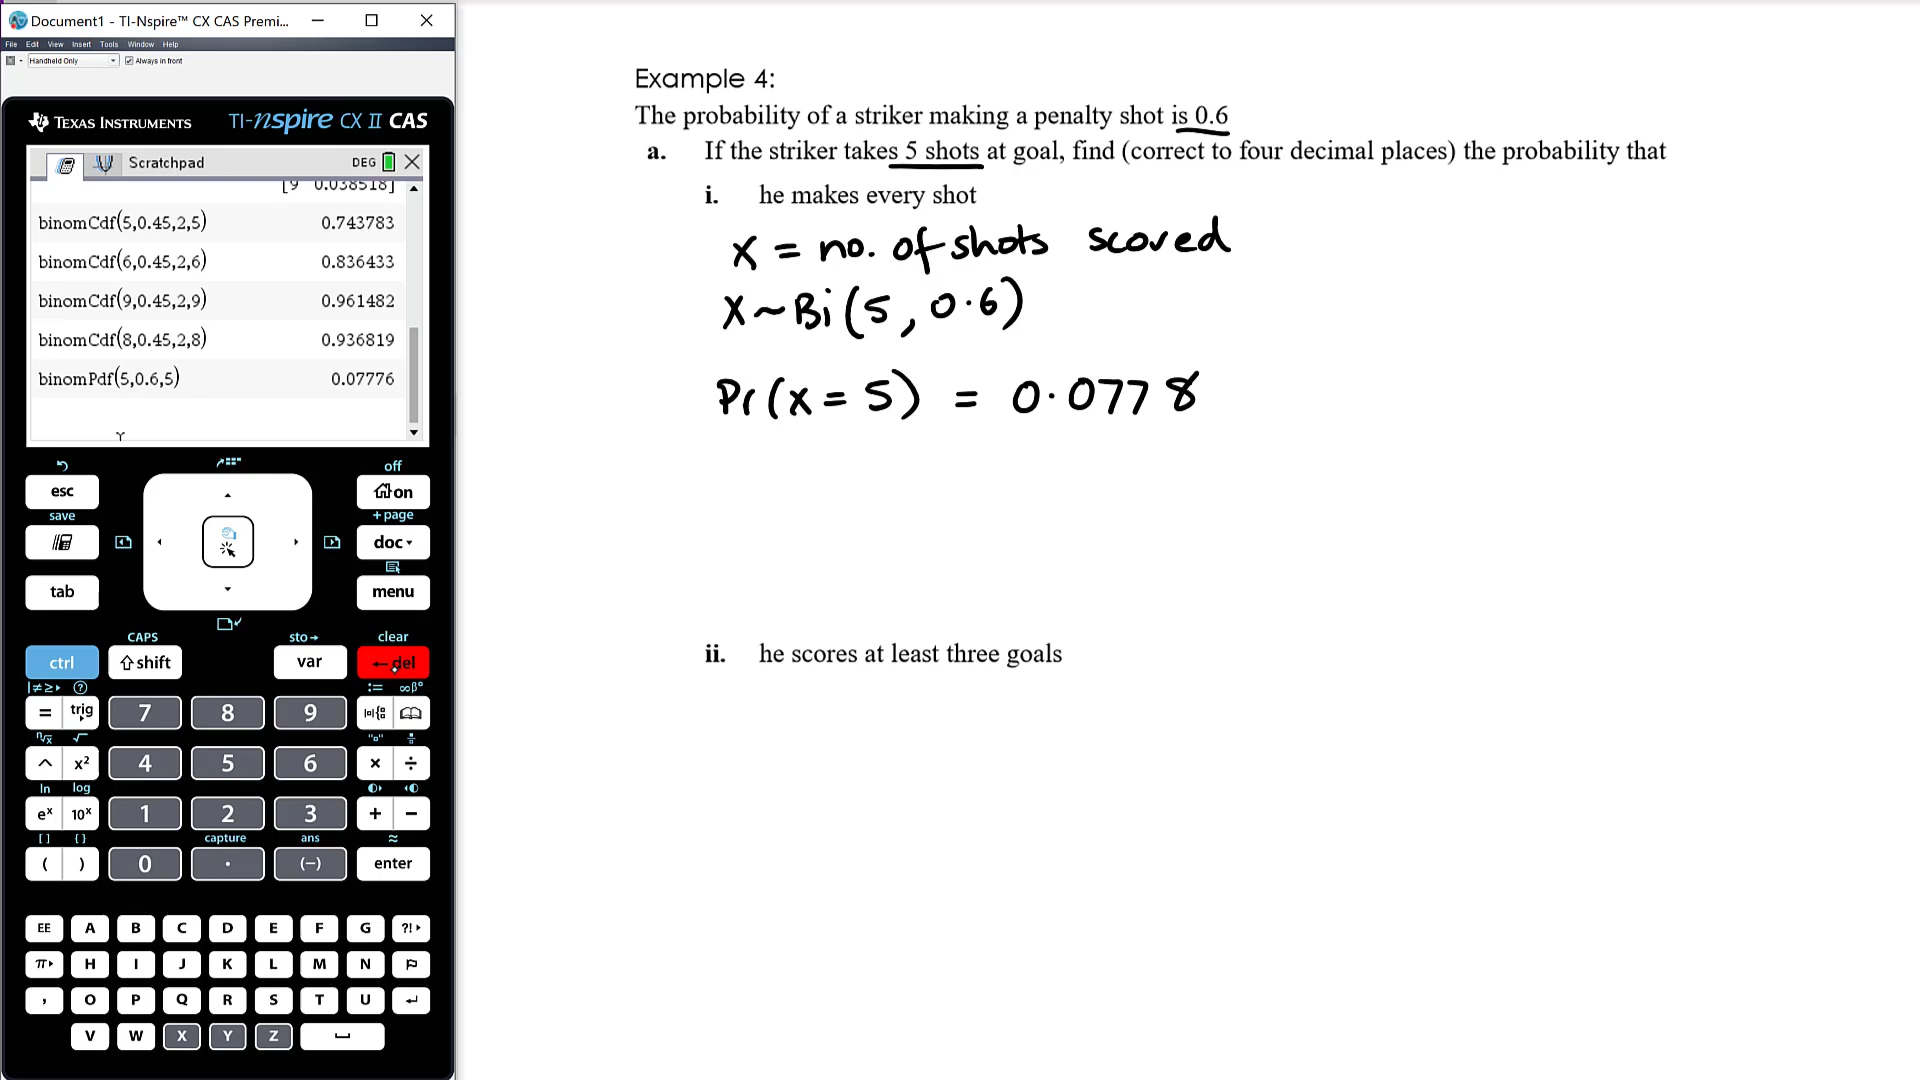 Document1 - TI-Nspire™ CX CAS Premi...
File Edit View Insert Tools Window Help
Handheld Only Always in front
TEXAS INSTRUMENTS TI-nspire CX II CAS
Scratchpad DEG
[9 0.038518]
binomCdf(5,0.45,2,5) 0.743783
binomCdf(6,0.45,2,6) 0.836433
binomCdf(9,0.45,2,9) 0.961482
binomCdf(8,0.45,2,8) 0.936819
binomPdf(5,0.6,5) 0.07776
off
esc on
save + page
doc
tab menu
CAPS sto→ clear
ctrl shift var ←del
|≠≥▸ ? := ∞β°
= trig 7 8 9
ⁿ√x √ "▫"
^ x² 4 5 6 × ÷
ln log
eˣ 10ˣ 1 2 3 + −
[ ] { } capture ans ≈
( ) 0 . (−) enter
EE A B C D E F G ?!▸
π▸ H I J K L M N
, O P Q R S T U ↵
V W X Y Z
Example 4:
The probability of a striker making a penalty shot is 0.6
a. If the striker takes 5 shots at goal, find (correct to four decimal places) the probability that
i. he makes every shot
X = no. of shots scored
X~Bi(5, 0.6)
Pr(X = 5) = 0.0778
ii. he scores at least three goals